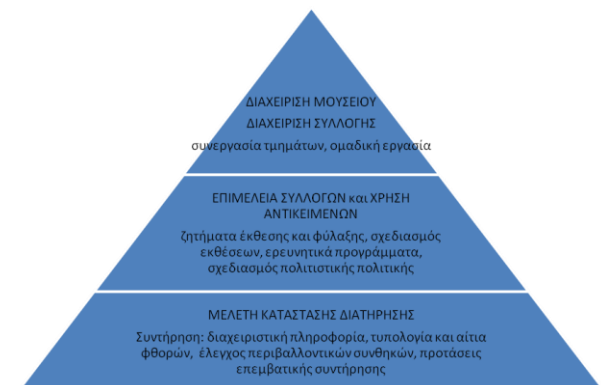 ΔΙΑΧΕΙΡΙΣΗ ΜΟΥΣΕΙΟΥ
ΔΙΑΧΕΙΡΙΣΗ ΣΥΛΛΟΓΗΣ
συνεργασία τμημάτων, ομαδική εργασία
ΕΠΙΜΕΛΕΙΑ ΣΥΛΛΟΓΩΝ και ΧΡΗΣΗ
ΑΝΤΙΚΕΙΜΕΝΩΝ
ζητήματα έκθεσης και φύλαξης, σχεδιασμός
εκθέσεων, ερευνητικά προγράμματα,
σχεδιασμός πολιτιστικής πολιτικής
ΜΕΛΕΤΗ ΚΑΤΑΣΤΑΣΗΣ ΔΙΑΤΗΡΗΣΗΣ
Συντήρηση: διαχειριστική πληροφορία, τυπολογία και αίτια
φθορών, έλεγχος περιβαλλοντικών συνθηκών, προτάσεις
επεμβατικής συντήρησης